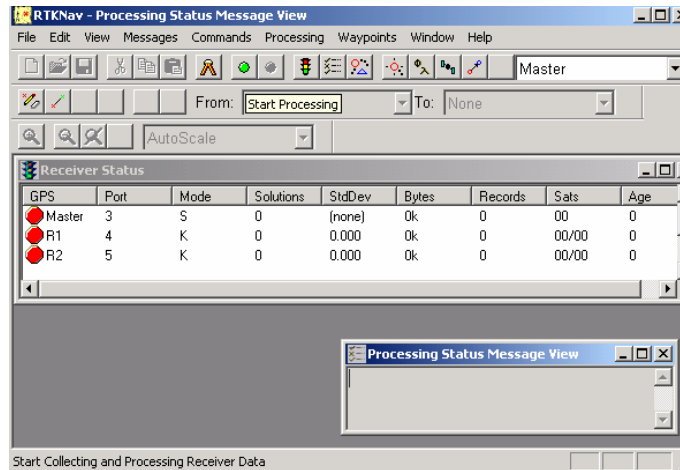 RTKNav - Processing Status Message View
File Edit View Messages Commands Processing Waypoints Window Help
Master
From: Start Processing To: None
AutoScale
Receiver Status
GPS Port Mode Solutions StdDev Bytes Records Sats Age
Master 3 S 0 (none) 0k 0 00 0
R1 4 K 0 0.000 0k 0 00/00 0
R2 5 K 0 0.000 0k 0 00/00 0
Processing Status Message View
Start Collecting and Processing Receiver Data